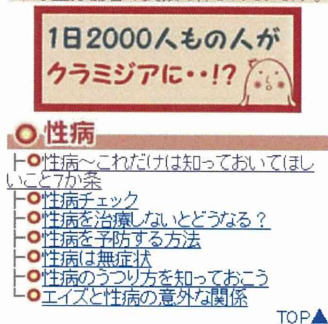 1日2000人もの人が
クラミジアに・・!?
性病
性病～これだけは知っておいてほし
いこと7か条
性病チェック
性病を治療しないとどうなる？
性病を予防する方法
性病は無症状
性病のうつり方を知っておこう
エイズと性病の意外な関係
TOP▲